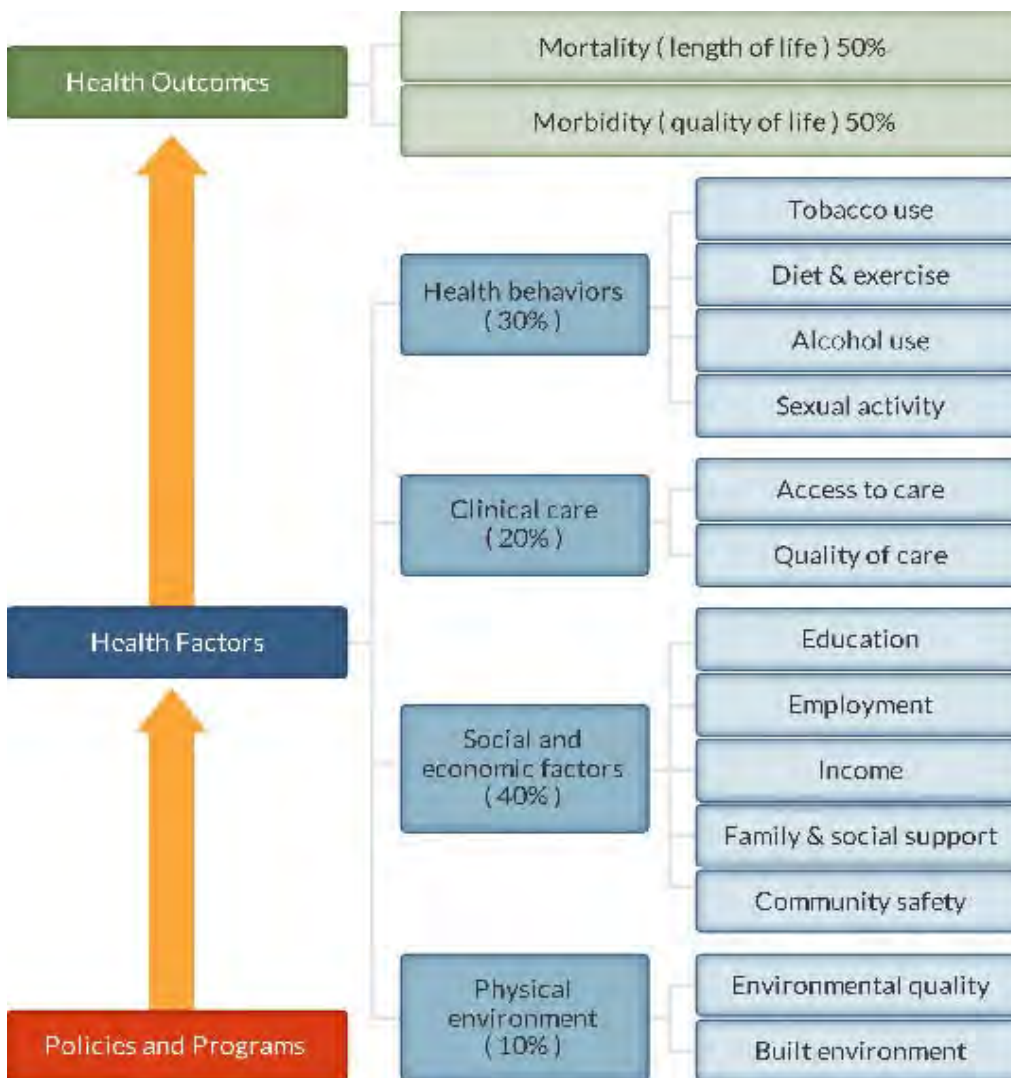 Health Outcomes
Mortality ( length of life ) 50%
Morbidity ( quality of life ) 50%
Health Factors
Health behaviors
( 30% )
Tobacco use
Diet & exercise
Alcohol use
Sexual activity
Clinical care
( 20% )
Access to care
Quality of care
Social and
economic factors
( 40% )
Education
Employment
Income
Family & social support
Community safety
Physical
environment
( 10% )
Environmental quality
Built environment
Policies and Programs